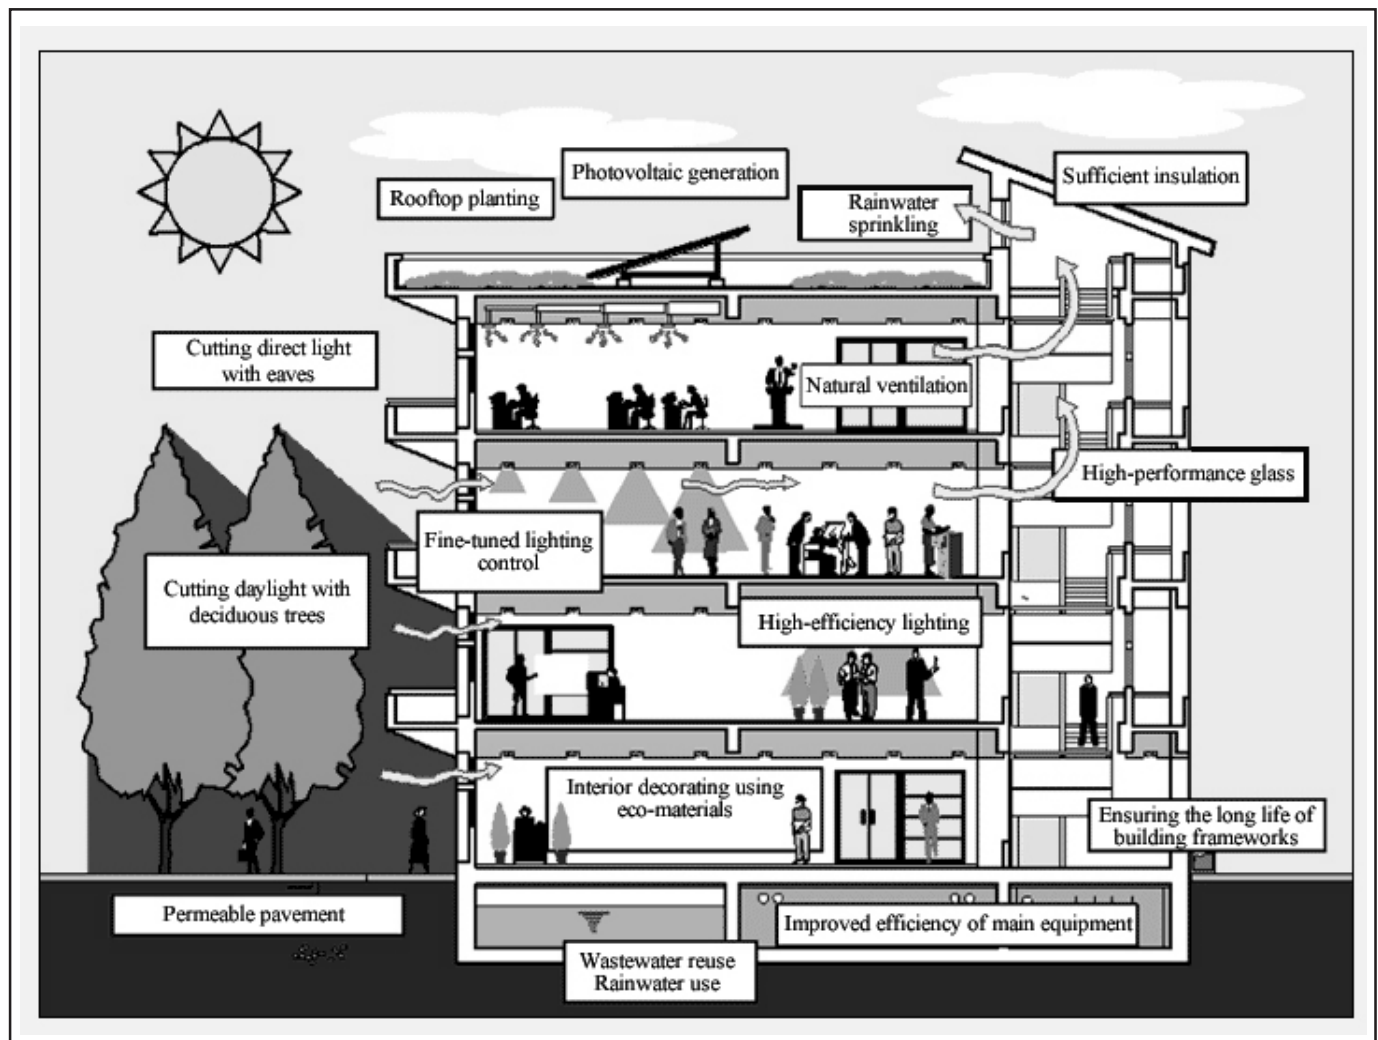 Photovoltaic generation
Rooftop planting
Sufficient insulation
Rainwater
sprinkling
Cutting direct light
with eaves
Natural ventilation
High-performance glass
Fine-tuned lighting
control
Cutting daylight with
deciduous trees
High-efficiency lighting
Interior decorating using
eco-materials
Ensuring the long life of
building frameworks
Permeable pavement
Improved efficiency of main equipment
Wastewater reuse
Rainwater use